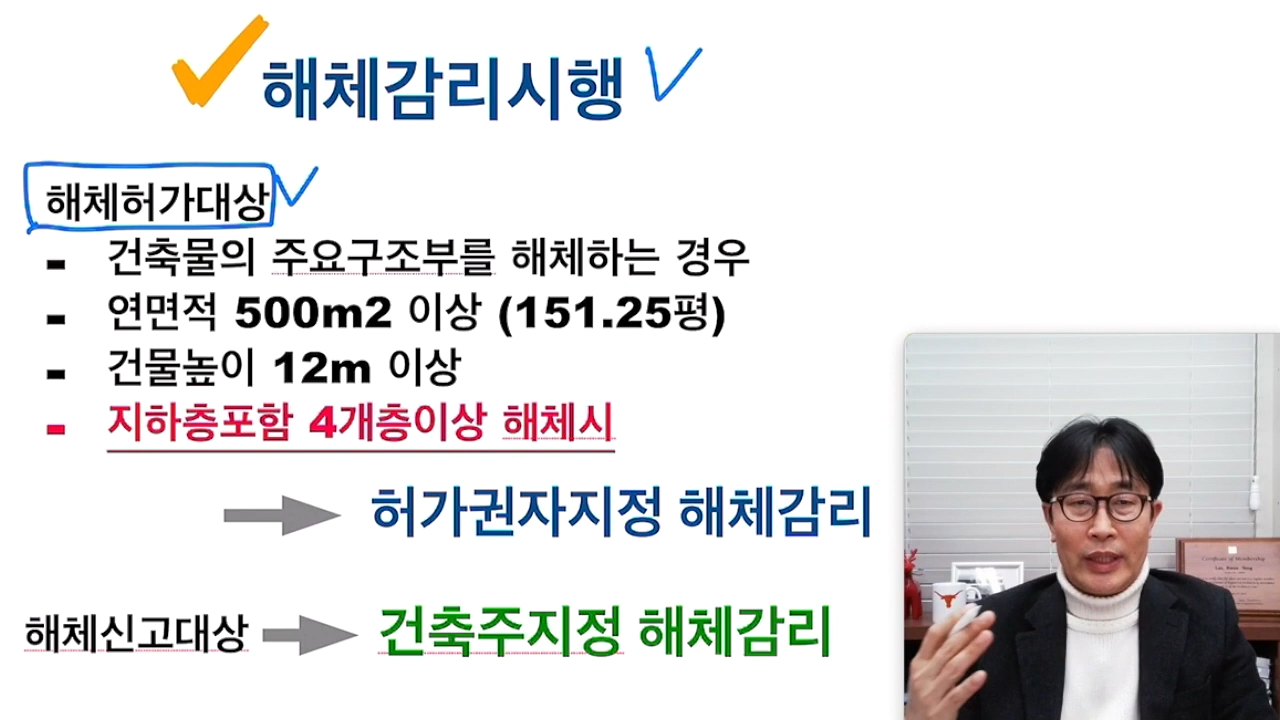 해체감리시행
해체허가대상
- 건축물의 주요구조부를 해체하는 경우
- 연면적 500m2 이상 (151.25평)
- 건물높이 12m 이상
- 지하층포함 4개층이상 해체시
허가권자지정 해체감리
해체신고대상
건축주지정 해체감리
Certificate of Membership